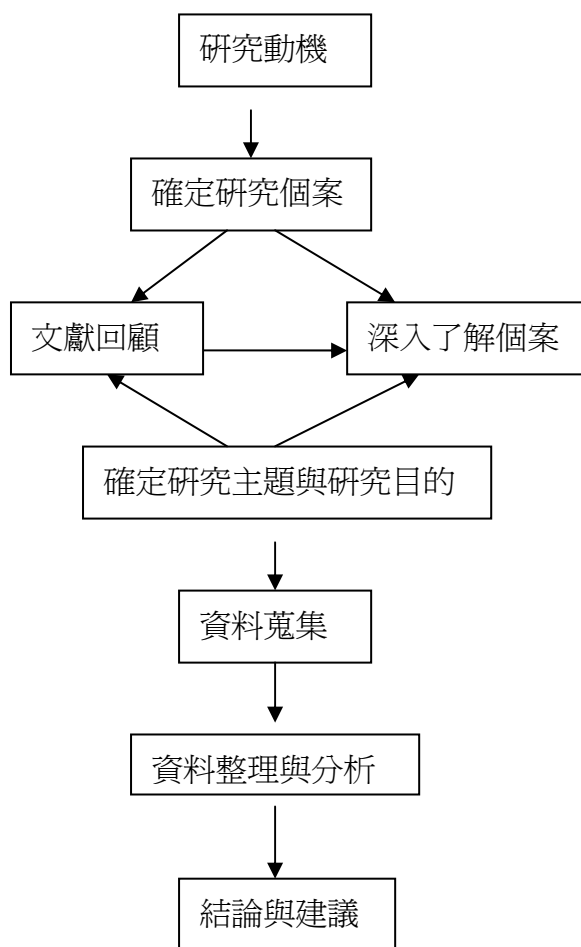 研究動機
確定研究個案
文獻回顧
深入了解個案
確定研究主題與研究目的
資料蒐集
資料整理與分析
結論與建議